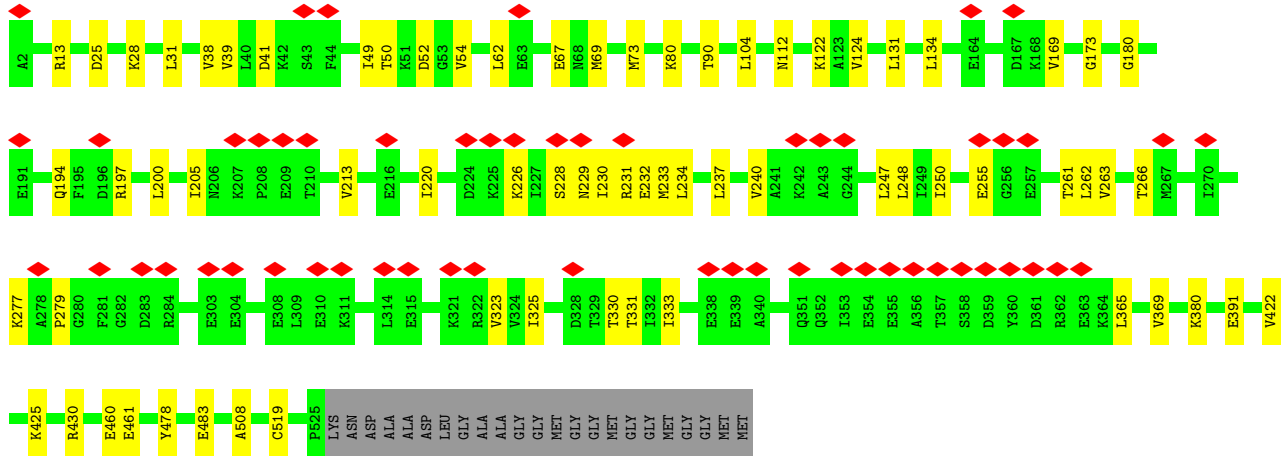 A2 R13 D25 K28 L31 V38 V39 L40 D41 K42 S43 F44 I49 T50 K51 D52 G53 V54 L62 E63 E67 N68 M69 M73 K80 T90 L104 N112 K122 A123 V124 L131 L134 E164 D167 K168 V169 G173 G180
E191 Q194 F195 D196 R197 L200 I205 N206 K207 P208 E209 T210 V213 E216 I220 D224 K225 K226 I227 S228 N229 I230 R231 E232 M233 L234 L237 V240 A241 K242 A243 G244 L247 L248 I249 I250 E255 G256 E257 T261 L262 V263 T266 M267 I270
K277 A278 P279 G280 F281 G282 D283 R284 E303 E304 E308 L309 E310 K311 L314 E315 K321 R322 V323 V324 I325 D328 T329 T330 T331 I332 I333 E338 E339 A340 Q351 Q352 I353 E354 E355 A356 T357 S358 D359 Y360 D361 R362 E363 K364 L365 V369 K380 E391 V422
K425 R430 E460 E461 Y478 E483 A508 C519 P525 LYS ASN ASP ALA ALA ASP LEU GLY ALA ALA GLY GLY MET GLY GLY MET GLY GLY MET GLY GLY MET MET